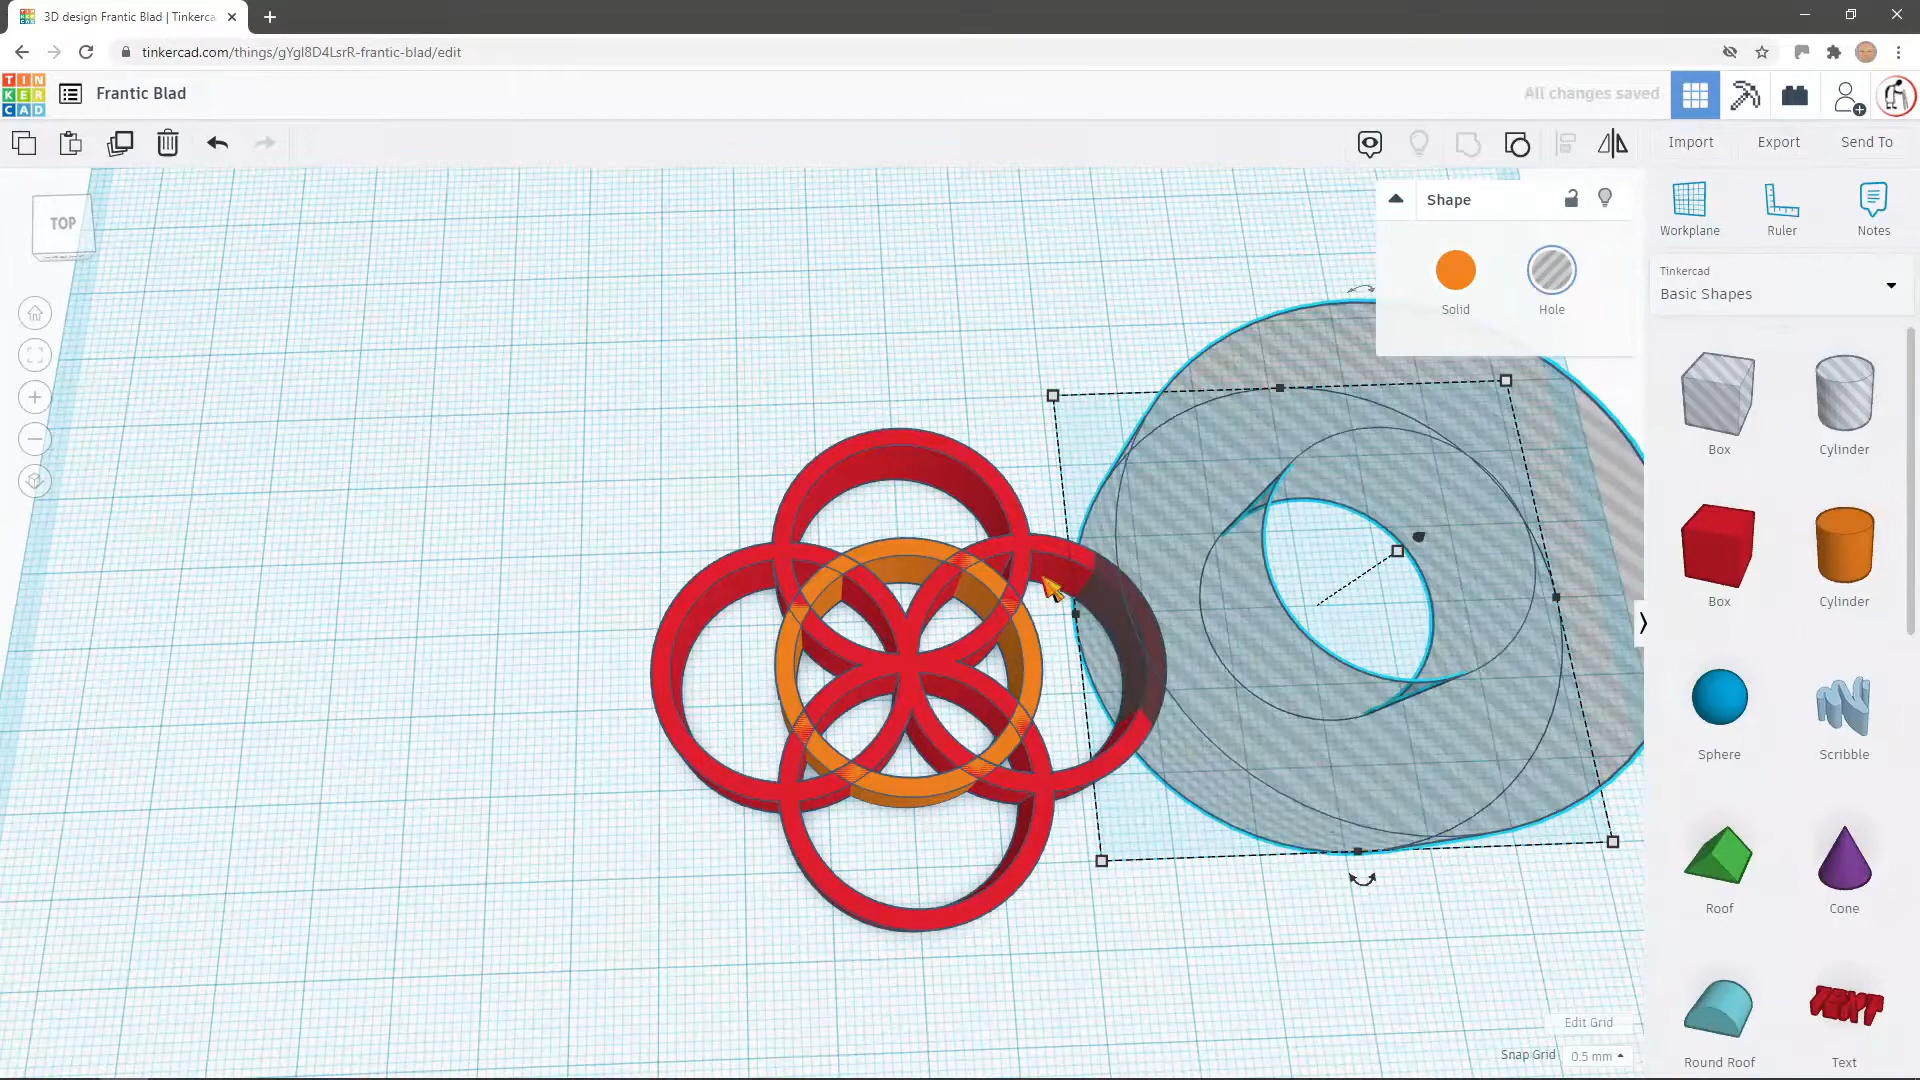 3D design Frantic Blad | Tinkerca
tinkercad.com/things/gYgI8D4LsrR-frantic-blad/edit
TIN
KER
CAD
Frantic Blad
All changes saved
Import
Export
Send To
TOP
Shape
Solid
Hole
Workplane
Ruler
Notes
Tinkercad
Basic Shapes
Box
Cylinder
Box
Cylinder
Sphere
Scribble
Roof
Cone
TEXT
Round Roof
Text
Edit Grid
Snap Grid
0.5 mm